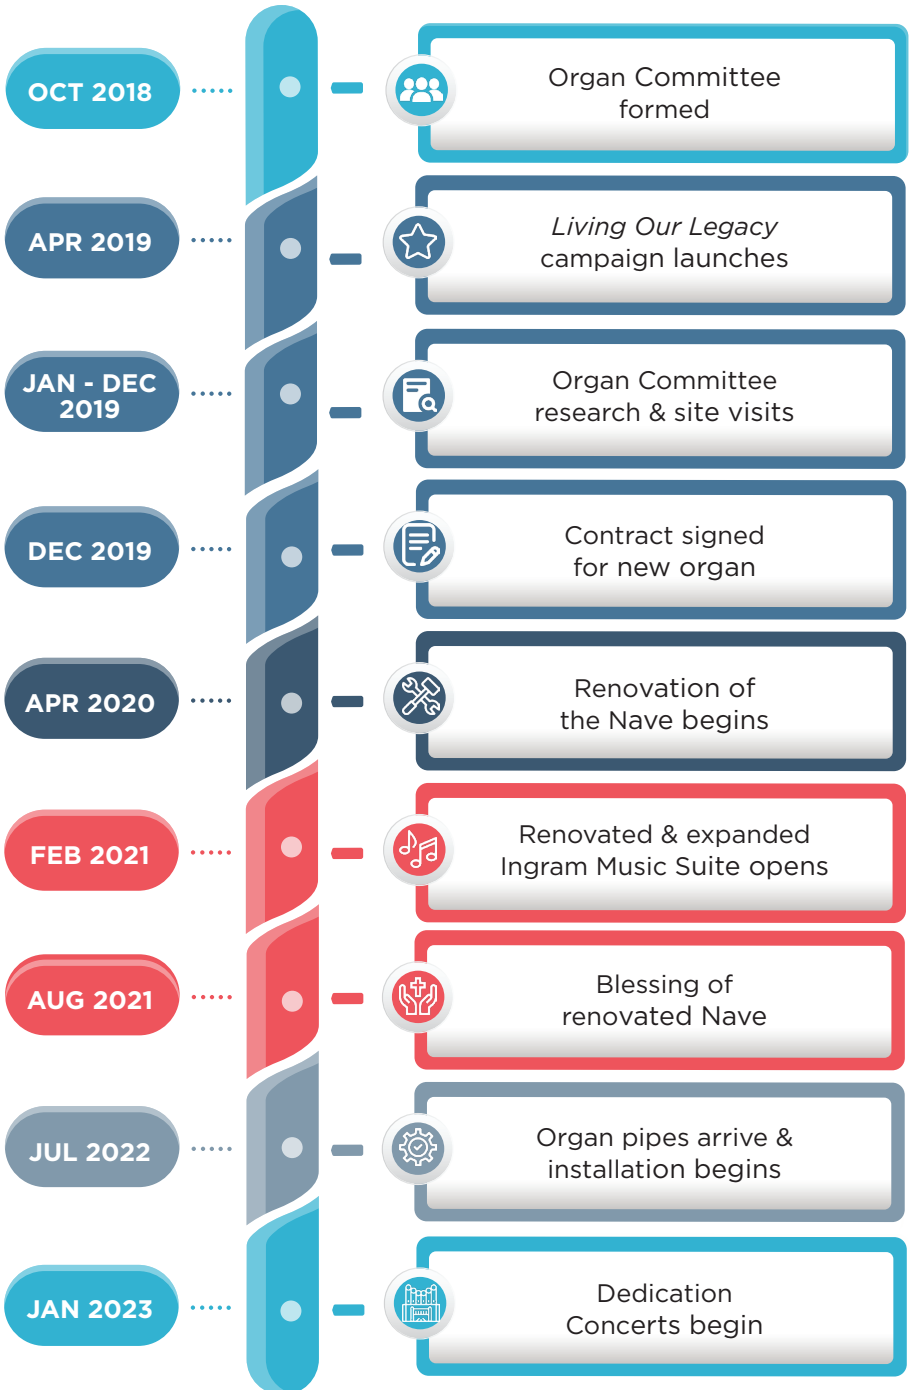 OCT 2018
Organ Committee
formed
APR 2019
Living Our Legacy
campaign launches
JAN - DEC
2019
Organ Committee
research & site visits
DEC 2019
Contract signed
for new organ
APR 2020
Renovation of
the Nave begins
FEB 2021
Renovated & expanded
Ingram Music Suite opens
AUG 2021
Blessing of
renovated Nave
JUL 2022
Organ pipes arrive &
installation begins
JAN 2023
Dedication
Concerts begin